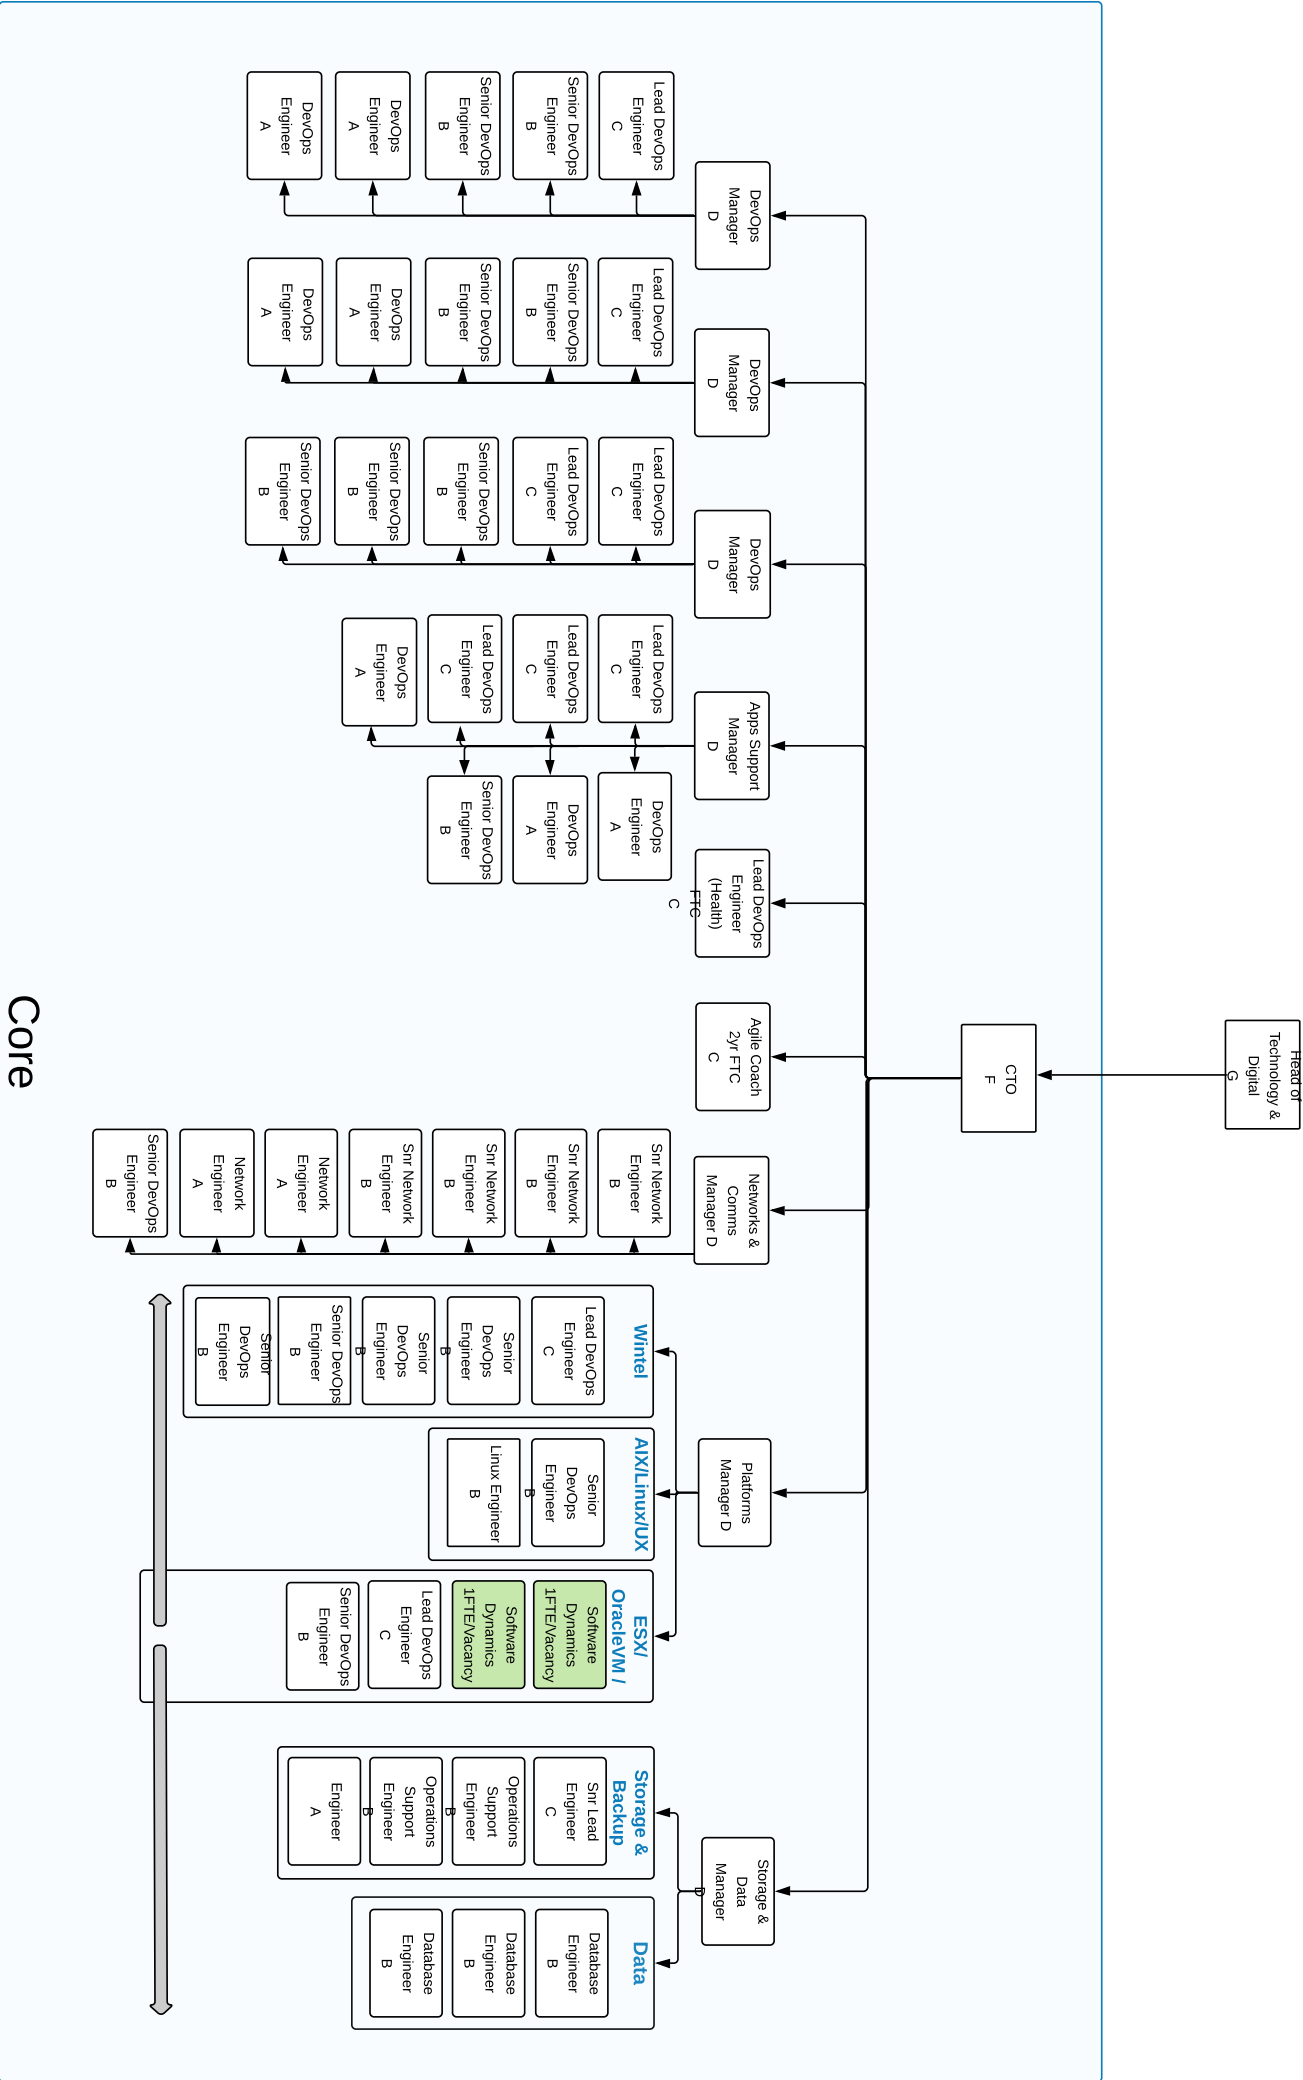 Head of
Technology &
Digital
G
CTO
F
DevOps
Manager
D
DevOps
Manager
D
DevOps
Manager
D
Apps Support
Manager
D
Lead DevOps
Engineer
(Health)
FTC
C
Agile Coach
2yr FTC
C
Networks &
Comms
Manager D
Platforms
Manager D
Storage &
Data
Manager
D
Lead DevOps
Engineer
C
Senior DevOps
Engineer
B
Senior DevOps
Engineer
B
DevOps
Engineer
A
DevOps
Engineer
A
Lead DevOps
Engineer
C
Senior DevOps
Engineer
B
Senior DevOps
Engineer
B
DevOps
Engineer
A
DevOps
Engineer
A
Lead DevOps
Engineer
C
Lead DevOps
Engineer
C
Senior DevOps
Engineer
B
Senior DevOps
Engineer
B
Senior DevOps
Engineer
B
Lead DevOps
Engineer
C
Lead DevOps
Engineer
C
Lead DevOps
Engineer
C
DevOps
Engineer
A
DevOps
Engineer
A
DevOps
Engineer
A
Senior DevOps
Engineer
B
Snr Network
Engineer
B
Snr Network
Engineer
B
Snr Network
Engineer
B
Snr Network
Engineer
B
Network
Engineer
A
Network
Engineer
A
Senior DevOps
Engineer
B
Wintel
Lead DevOps
Engineer
C
Senior
DevOps
Engineer
B
Senior
DevOps
Engineer
B
Senior DevOps
Engineer
B
Senior
DevOps
Engineer
B
AIX/Linux/UX
Senior
DevOps
Engineer
B
Linux Engineer
B
ESX/
OracleVM /
Software
Dynamics
1FTE/Vacancy
Software
Dynamics
1FTE/Vacancy
Lead DevOps
Engineer
C
Senior DevOps
Engineer
B
Storage &
Backup
Snr Lead
Engineer
C
Operations
Support
Engineer
B
Operations
Support
Engineer
B
Engineer
A
Data
Database
Engineer
B
Database
Engineer
B
Database
Engineer
B
Core